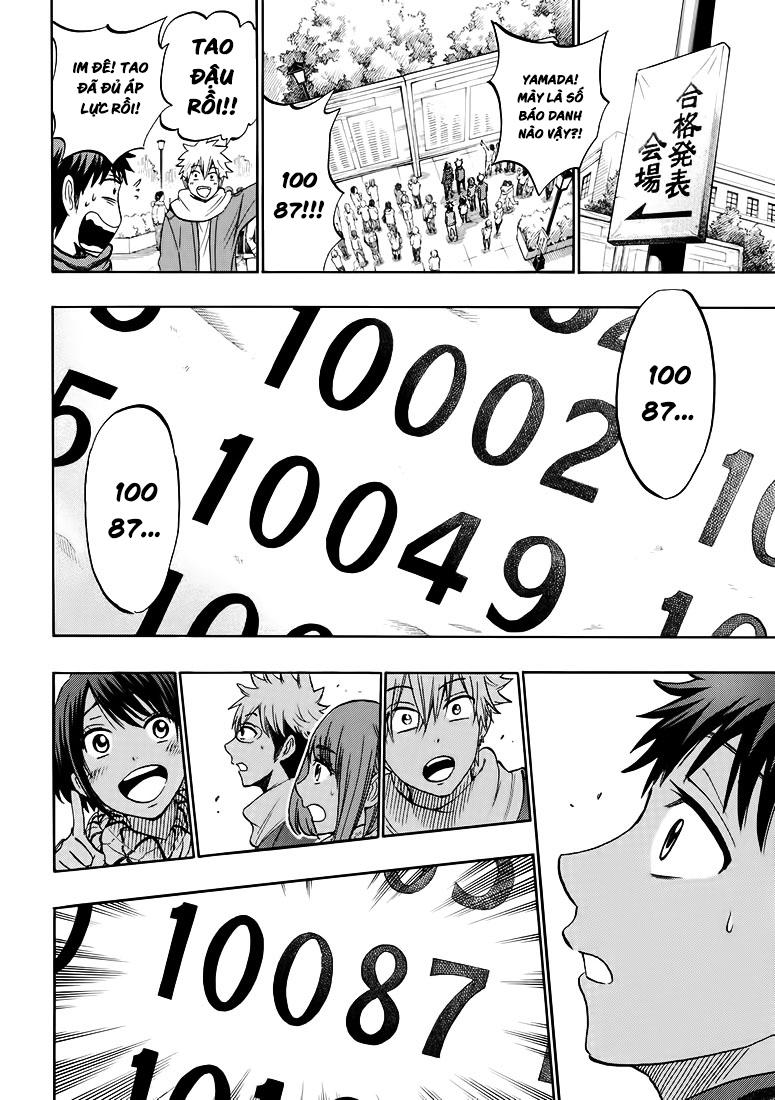 合格発表
会場
YAMADA!
MÀY LÀ SỐ
BÁO DANH
NÀO VẬY?!
100
87!!!
TAO
ĐẬU
RỒI!!
IM ĐÊ! TAO
ĐÃ ĐỦ ÁP
LỰC RỒI!
100
87...
10002
5
10049
100
87...
10087